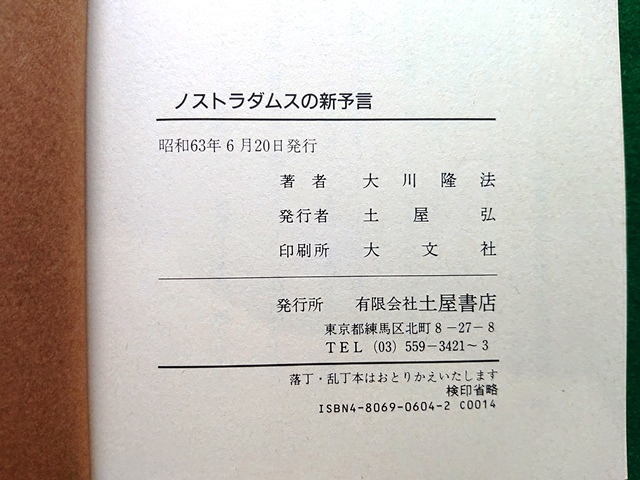 ノストラダムスの新予言
昭和63年6月20日発行
著者 大川隆法
発行者 土屋弘
印刷所 大文社
発行所 有限会社土屋書店
東京都練馬区北町8-27-8
TEL (03) 559-3421~3
落丁・乱丁本はおとりかえいたします
検印省略
ISBN4-8069-0604-2 C0014